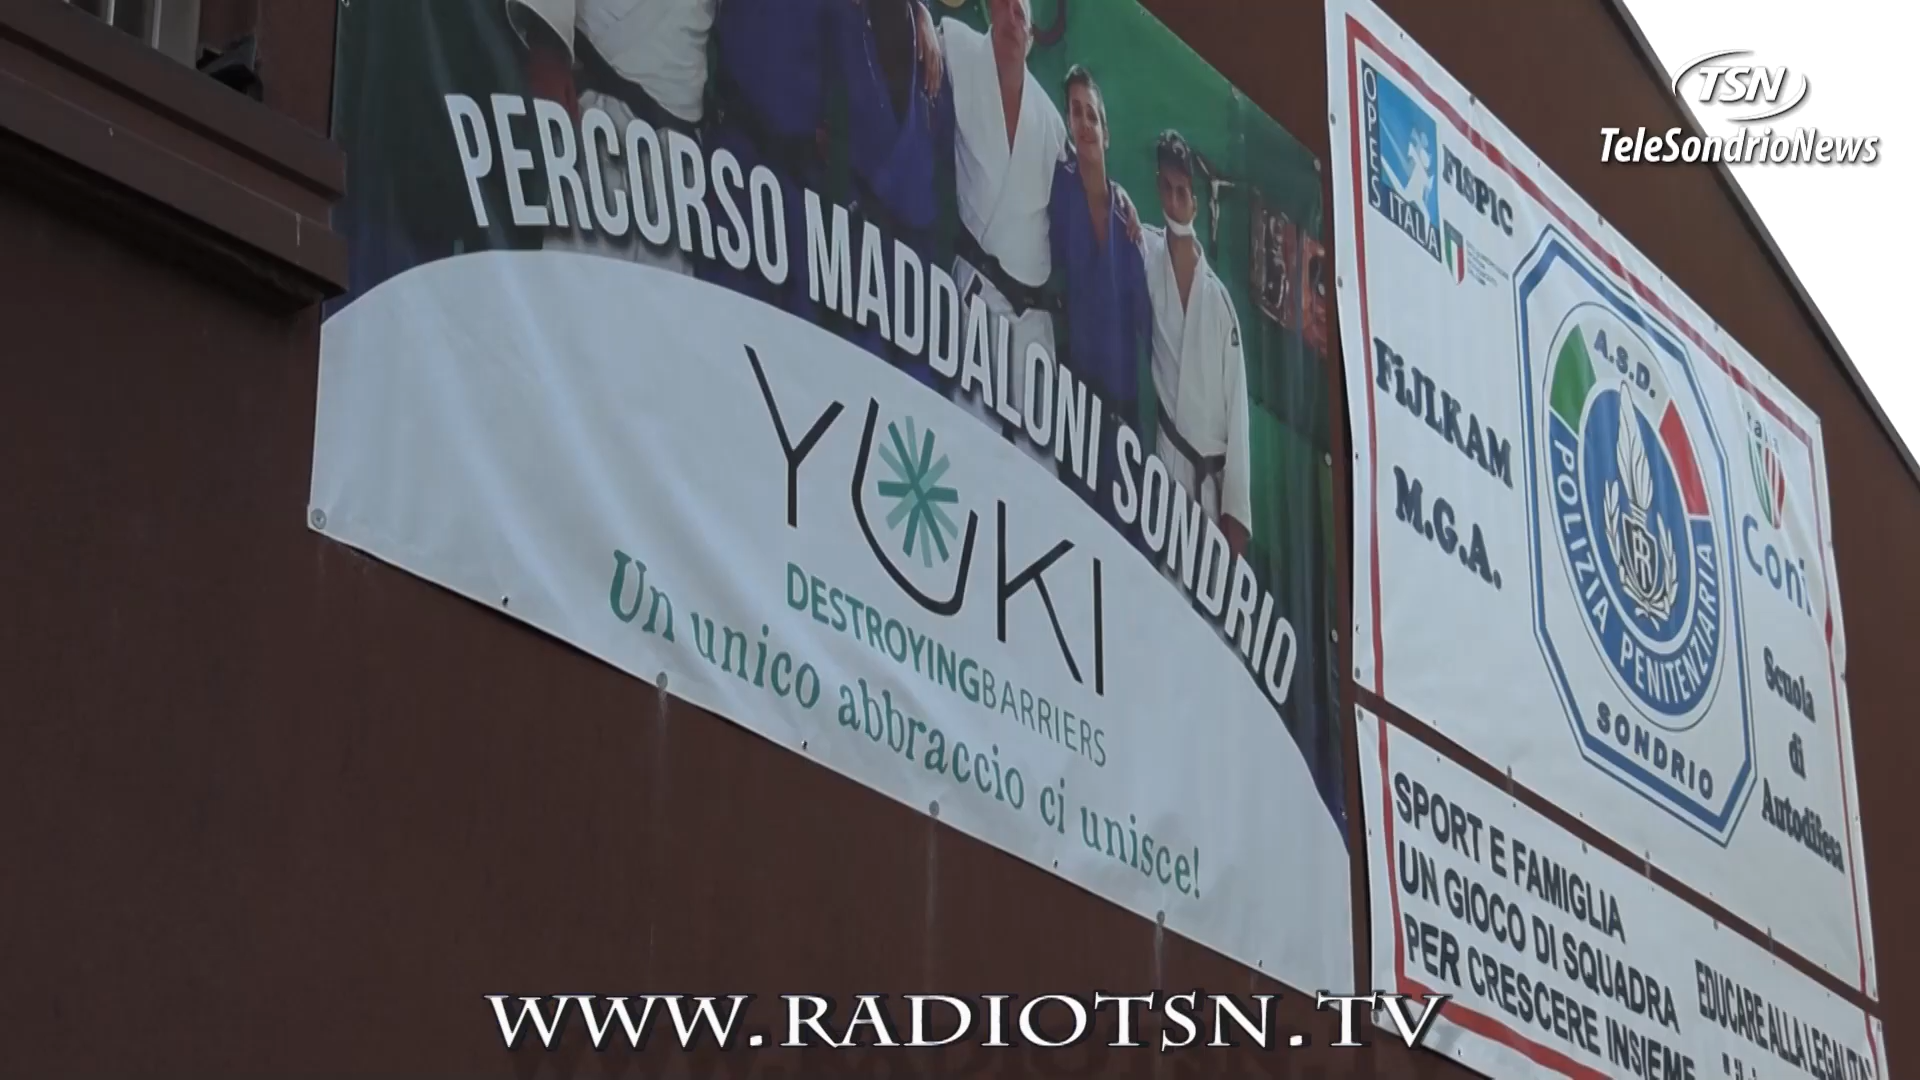 TSN
TeleSondrioNews
PERCORSO MADDALONI SONDRIO
YUKI
DESTROYINGBARRIERS
Un unico abbraccio ci unisce!
OPES ITALIA
FISPIC
FiJLKAM
M.G.A.
A.S.D.
POLIZIA PENITENZIARIA
SONDRIO
Coni
Scuola
di
Autodifesa
SPORT E FAMIGLIA
UN GIOCO DI SQUADRA
PER CRESCERE INSIEME
EDUCARE ALLA LEGALITA'
WWW.RADIOTSN.TV